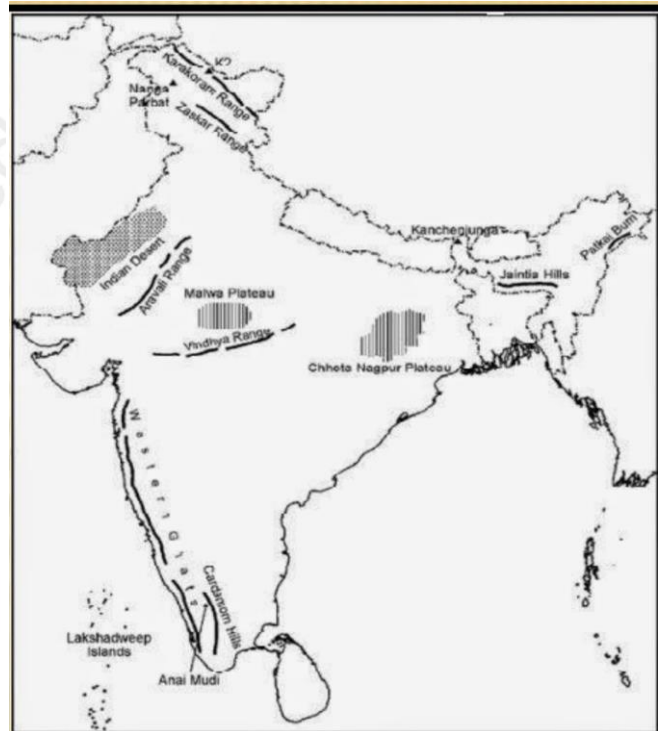 K2
Karakoram Range
Nanga
Parbat
Zaskar Range
Kanchenjunga
Patkai Bum
Indian Desert
Aravali Range
Jaintia Hills
Malwa Plateau
Vindhya Range
Chhota Nagpur Plateau
Western Ghats
Cardamom Hills
Lakshadweep
Islands
Anai Mudi